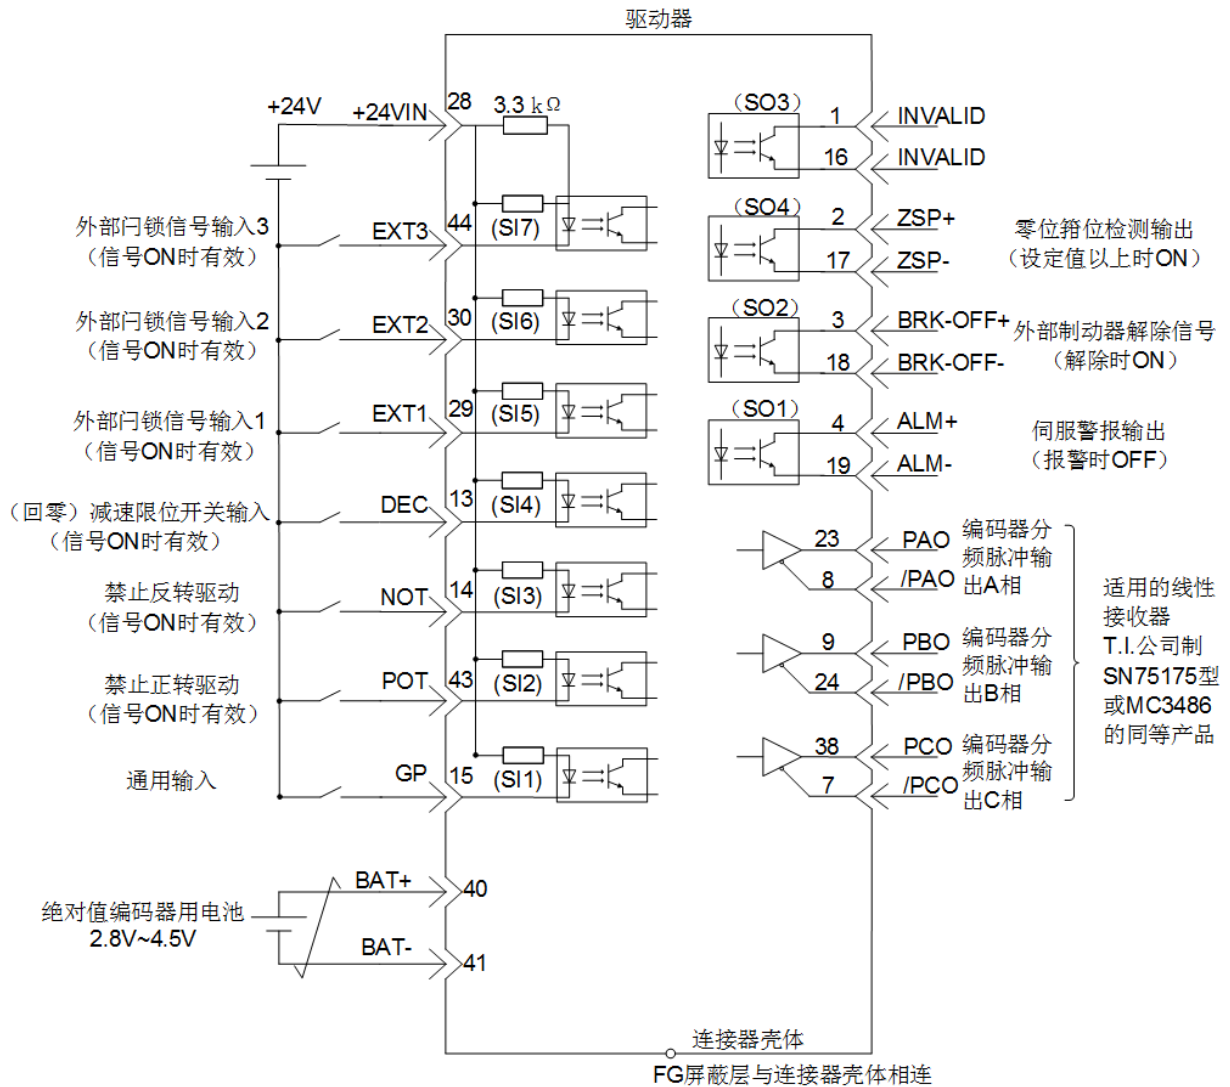 驱动器
+24V
+24VIN
28
3.3 kΩ
外部闩锁信号输入3
（信号ON时有效）
EXT3
44
(SI7)
外部闩锁信号输入2
（信号ON时有效）
EXT2
30
(SI6)
外部闩锁信号输入1
（信号ON时有效）
EXT1
29
(SI5)
（回零）减速限位开关输入
（信号ON时有效）
DEC
13
(SI4)
禁止反转驱动
（信号ON时有效）
NOT
14
(SI3)
禁止正转驱动
（信号ON时有效）
POT
43
(SI2)
通用输入
GP
15
(SI1)
绝对值编码器用电池
2.8V~4.5V
BAT+
40
BAT-
41
（SO3）
1
INVALID
16
INVALID
（SO4）
2
ZSP+
17
ZSP-
零位箝位检测输出
（设定值以上时ON）
（SO2）
3
BRK-OFF+
18
BRK-OFF-
外部制动器解除信号
（解除时ON）
（SO1）
4
ALM+
19
ALM-
伺服警报输出
（报警时OFF）
23
PAO
8
/PAO
编码器分
频脉冲输
出A相
9
PBO
24
/PBO
编码器分
频脉冲输
出B相
38
PCO
7
/PCO
编码器分
频脉冲输
出C相
适用的线性
接收器
T.I.公司制
SN75175型
或MC3486
的同等产品
连接器壳体
FG屏蔽层与连接器壳体相连